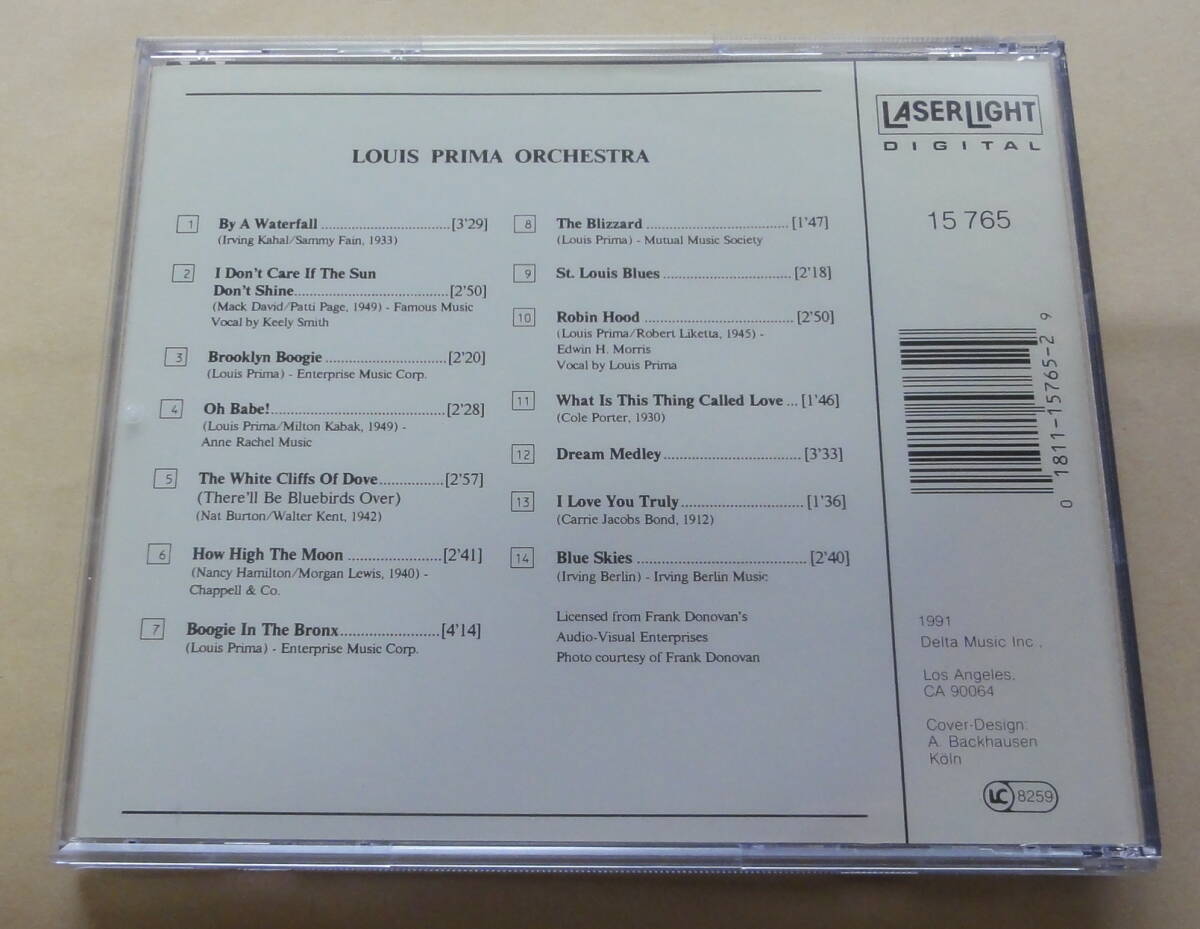 LOUIS PRIMA ORCHESTRA
1 By A Waterfall ............................ [3'29]
(Irving Kahal/Sammy Fain, 1933)
2 I Don't Care If The Sun
Don't Shine.................................. [2'50]
(Mack David/Patti Page, 1949) - Famous Music
Vocal by Keely Smith
3 Brooklyn Boogie .......................... [2'20]
(Louis Prima) - Enterprise Music Corp.
4 Oh Babe!...................................... [2'28]
(Louis Prima/Milton Kabak, 1949) -
Anne Rachel Music
5 The White Cliffs Of Dove.............. [2'57]
(There'll Be Bluebirds Over)
(Nat Burton/Walter Kent, 1942)
6 How High The Moon .................... [2'41]
(Nancy Hamilton/Morgan Lewis, 1940) -
Chappell & Co.
7 Boogie In The Bronx...................... [4'14]
(Louis Prima) - Enterprise Music Corp.
8 The Blizzard ................................ [1'47]
(Louis Prima) - Mutual Music Society
9 St. Louis Blues ............................ [2'18]
10 Robin Hood ................................ [2'50]
(Louis Prima/Robert Liketta, 1945) -
Edwin H. Morris
Vocal by Louis Prima
11 What Is This Thing Called Love ... [1'46]
(Cole Porter, 1930)
12 Dream Medley.............................. [3'33]
13 I Love You Truly........................... [1'36]
(Carrie Jacobs Bond, 1912)
14 Blue Skies ..................................... [2'40]
(Irving Berlin) - Irving Berlin Music
Licensed from Frank Donovan's
Audio-Visual Enterprises
Photo courtesy of Frank Donovan
LASERLIGHT
DIGITAL
15 765
0 1811-15765-2 9
1991
Delta Music Inc.,
Los Angeles,
CA 90064
Cover-Design:
A. Backhausen
Köln
LC 8259